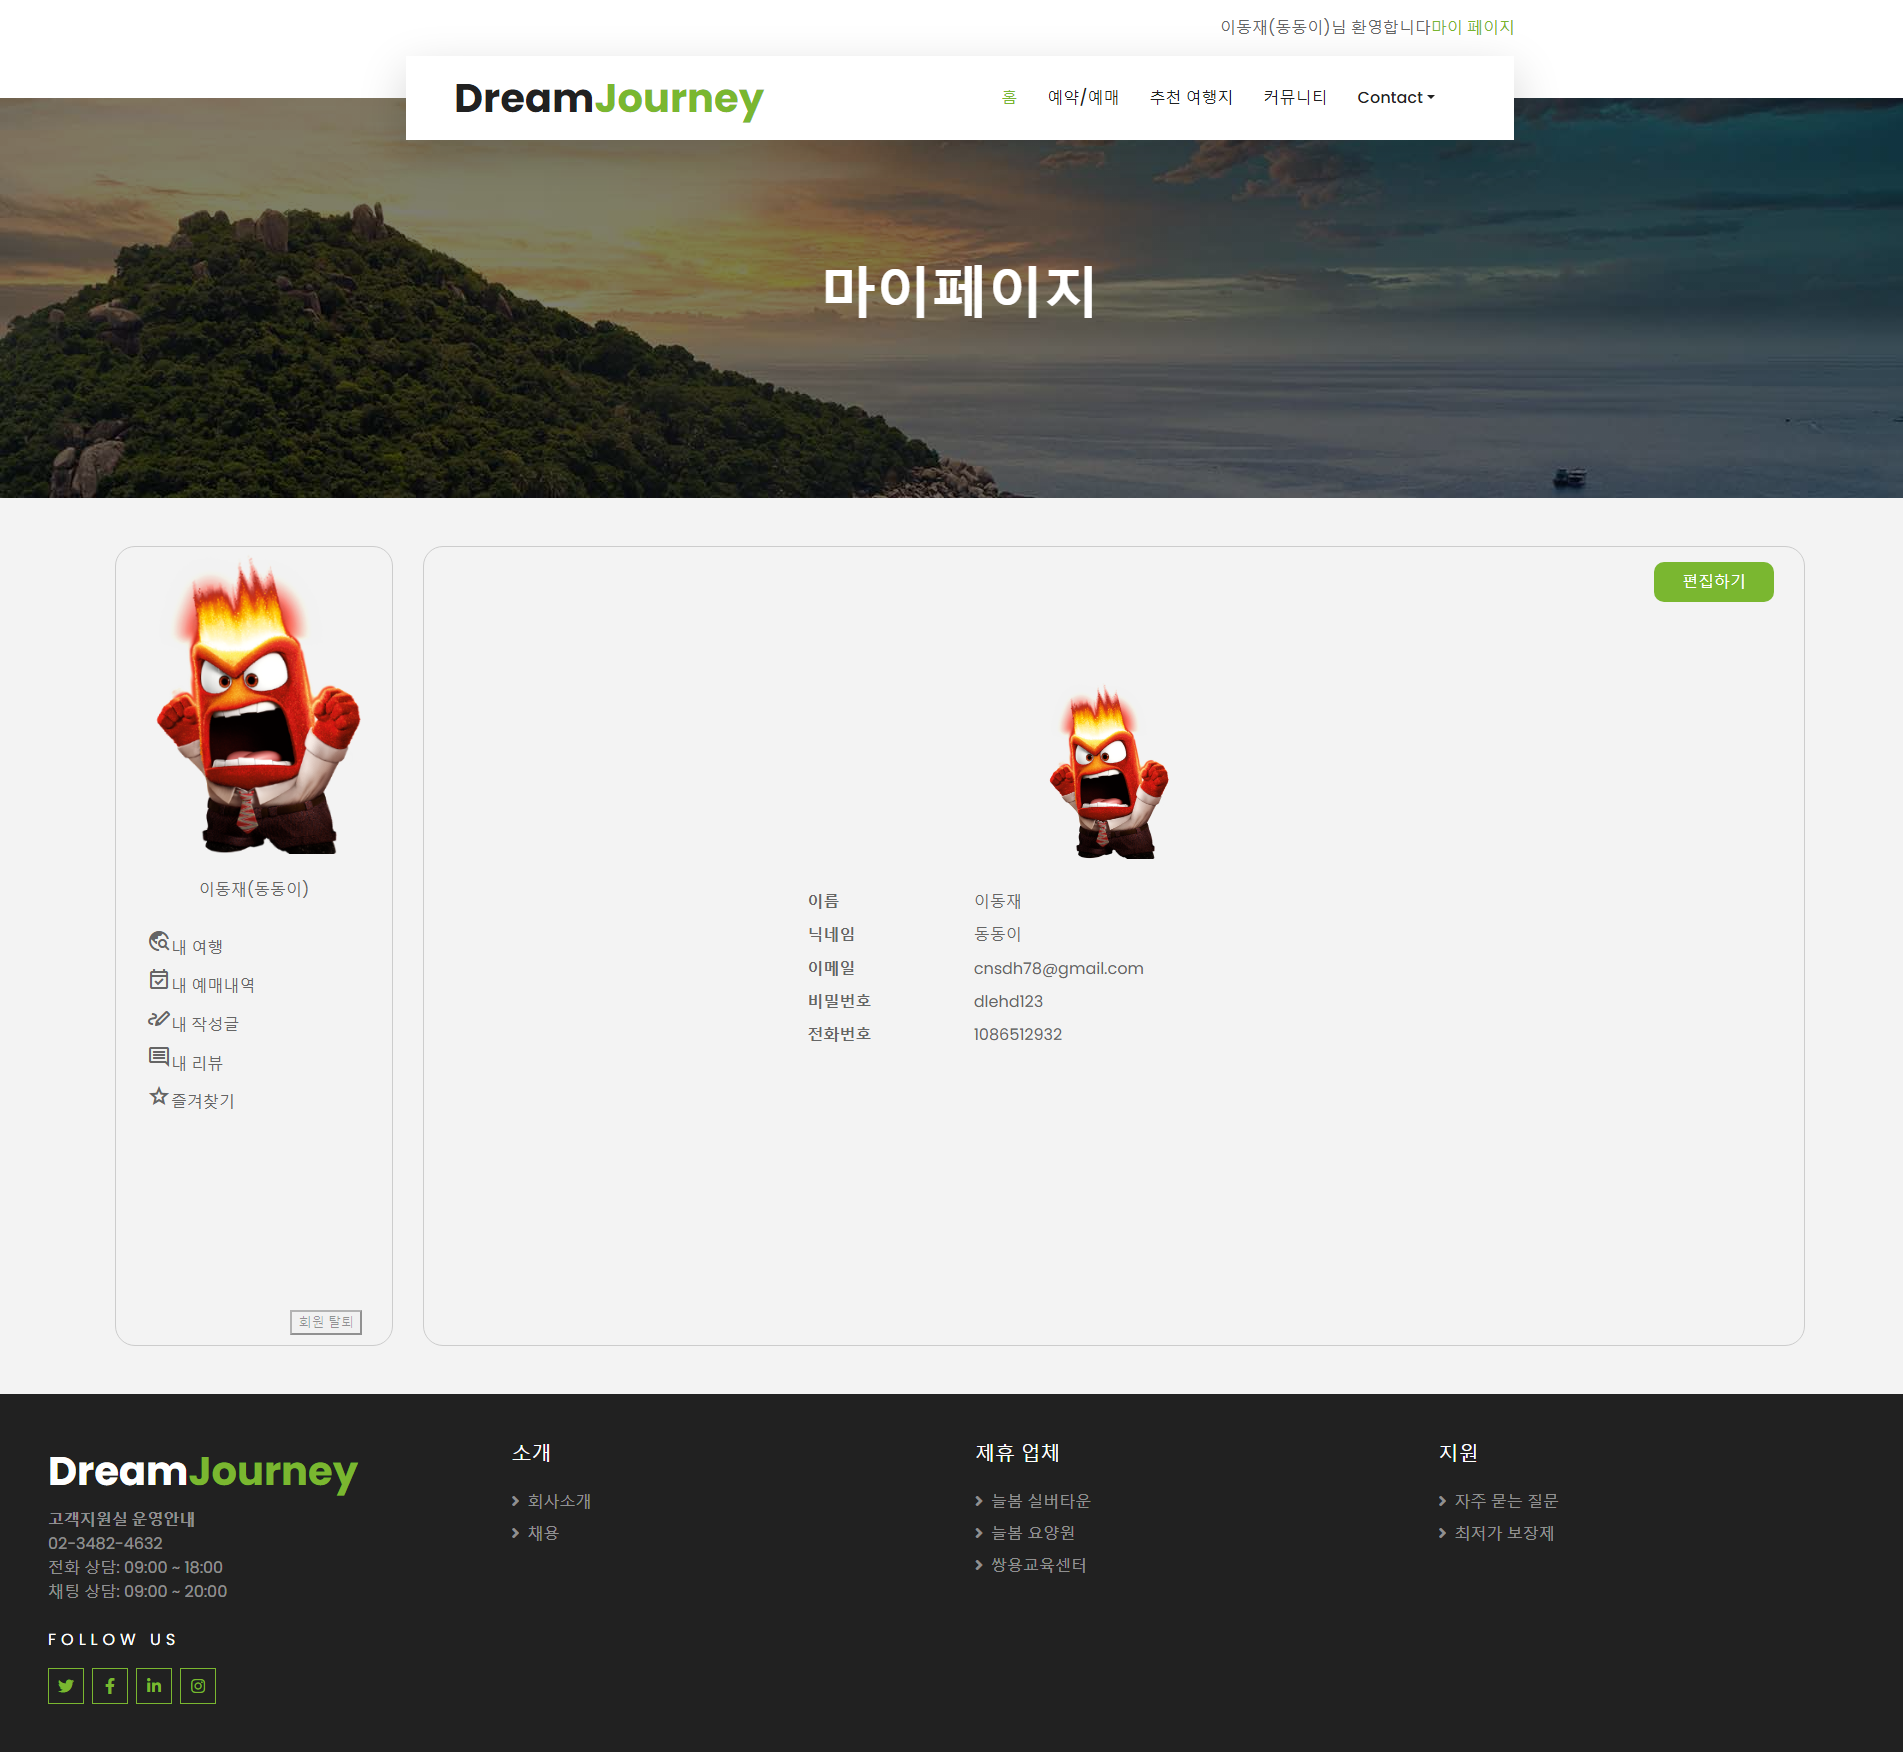 이동재(동동이)님 환영합니다마이 페이지
DreamJourney
홈 예약/예매 추천 여행지 커뮤니티 Contact
마이페이지
편집하기
이동재(동동이)
내 여행
내 예매내역
내 작성글
내 리뷰
즐겨찾기
회원 탈퇴
이름 이동재
닉네임 동동이
이메일 cnsdh78@gmail.com
비밀번호 dlehd123
전화번호 1086512932
DreamJourney
고객지원실 운영안내
02-3482-4632
전화 상담: 09:00 ~ 18:00
채팅 상담: 09:00 ~ 20:00
FOLLOW US
소개
회사소개
채용
제휴 업체
늘봄 실버타운
늘봄 요양원
쌍용교육센터
지원
자주 묻는 질문
최저가 보장제